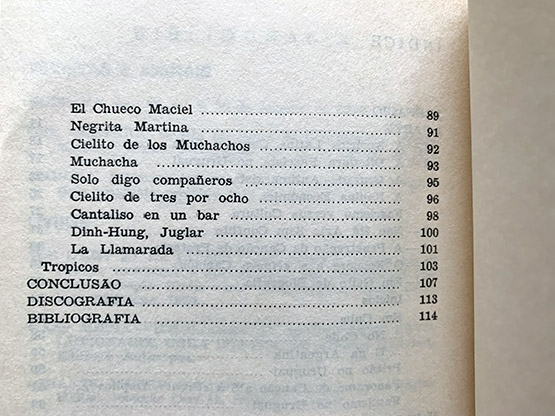 El Chueco Maciel ........ 89
Negrita Martina ........ 91
Cielito de los Muchachos ........ 92
Muchacha ........ 93
Solo digo compañeros ........ 95
Cielito de tres por ocho ........ 96
Cantaliso en un bar ........ 98
Dinh-Hung, Juglar ........ 100
La Llamarada ........ 101
Tropicos ........ 103
CONCLUSÃO ........ 107
DISCOGRAFIA ........ 113
BIBLIOGRAFIA ........ 114